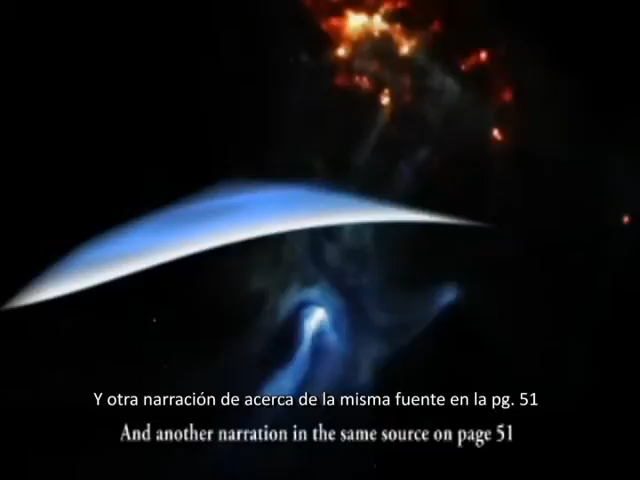 Y otra narración de acerca de la misma fuente en la pg. 51
And another narration in the same source on page 51